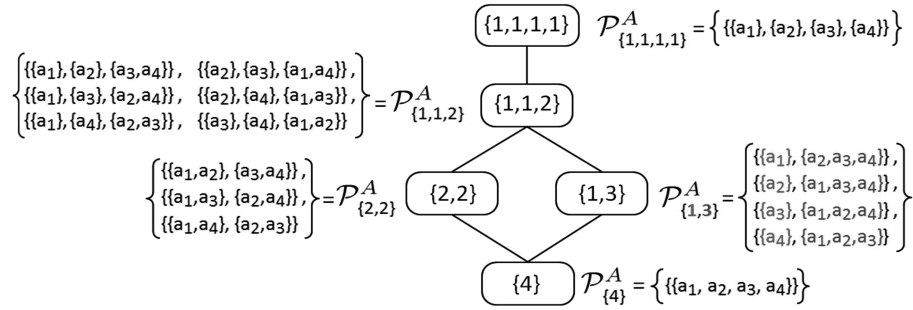 {1,1,1,1} 𝒫^A_{1,1,1,1} = {{{a₁}, {a₂}, {a₃}, {a₄}}}
{{a₁},{a₂},{a₃,a₄}}, {{a₂},{a₃},{a₁,a₄}},
{{a₁},{a₃},{a₂,a₄}}, {{a₂},{a₄},{a₁,a₃}},
{{a₁},{a₄},{a₂,a₃}}, {{a₃},{a₄},{a₁,a₂}}
= 𝒫^A_{1,1,2}
{1,1,2}
{{a₁,a₂}, {a₃,a₄}},
{{a₁,a₃}, {a₂,a₄}},
{{a₁,a₄}, {a₂,a₃}}
= 𝒫^A_{2,2}
{2,2}
{1,3}
𝒫^A_{1,3} =
{{a₁}, {a₂,a₃,a₄}},
{{a₂}, {a₁,a₃,a₄}},
{{a₃}, {a₁,a₂,a₄}},
{{a₄}, {a₁,a₂,a₃}}
{4} 𝒫^A_{4} = {{{a₁, a₂, a₃, a₄}}}